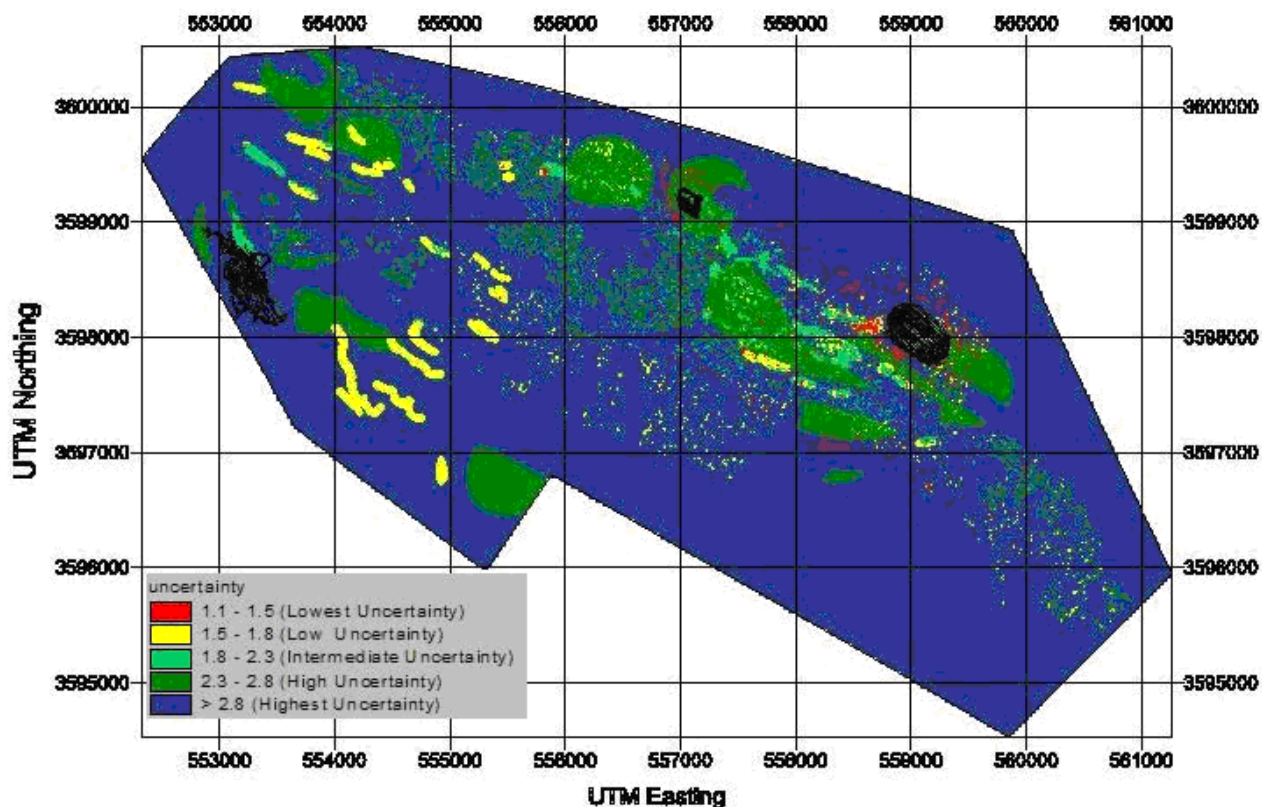 553000 554000 555000 556000 557000 558000 559000 560000 561000
3600000 3600000
3599000 3599000
3598000 3598000
3597000 3597000
3596000 3596000
3595000 3595000
UTM Northing
uncertainty
1.1 - 1.5 (Lowest Uncertainty)
1.5 - 1.8 (Low Uncertainty)
1.8 - 2.3 (Intermediate Uncertainty)
2.3 - 2.8 (High Uncertainty)
> 2.8 (Highest Uncertainty)
553000 554000 555000 556000 557000 558000 559000 560000 561000
UTM Easting